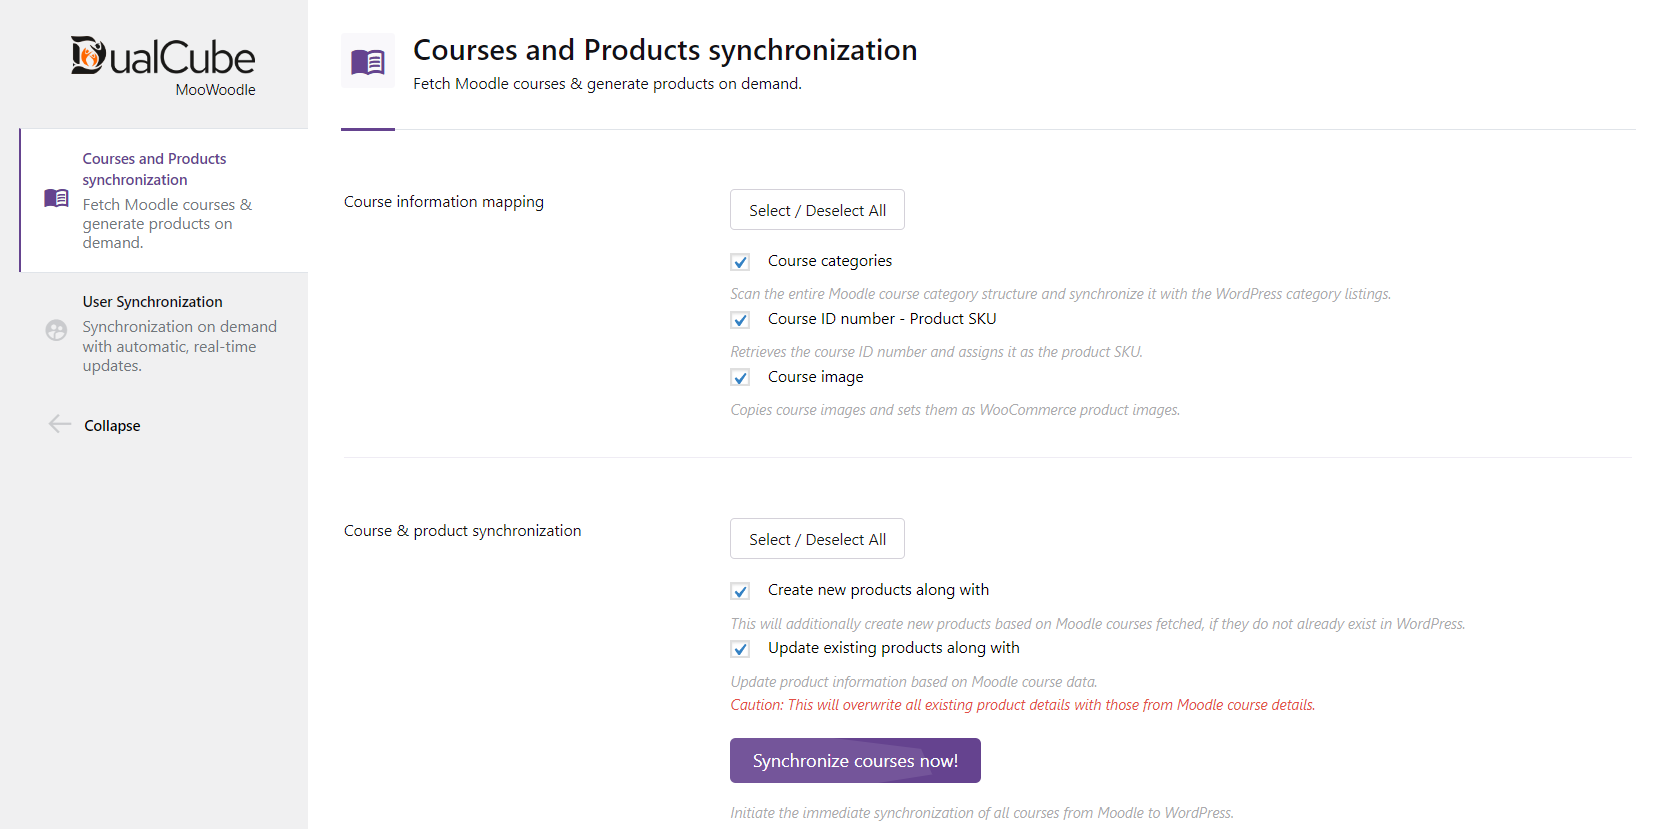 DualCube
MooWoodle
Courses and Products
synchronization
Fetch Moodle courses &
generate products on
demand.
User Synchronization
Synchronization on demand
with automatic, real-time
updates.
Collapse
Courses and Products synchronization
Fetch Moodle courses & generate products on demand.
Course information mapping
Select / Deselect All
Course categories
Scan the entire Moodle course category structure and synchronize it with the WordPress category listings.
Course ID number - Product SKU
Retrieves the course ID number and assigns it as the product SKU.
Course image
Copies course images and sets them as WooCommerce product images.
Course & product synchronization
Select / Deselect All
Create new products along with
This will additionally create new products based on Moodle courses fetched, if they do not already exist in WordPress.
Update existing products along with
Update product information based on Moodle course data.
Caution: This will overwrite all existing product details with those from Moodle course details.
Synchronize courses now!
Initiate the immediate synchronization of all courses from Moodle to WordPress.